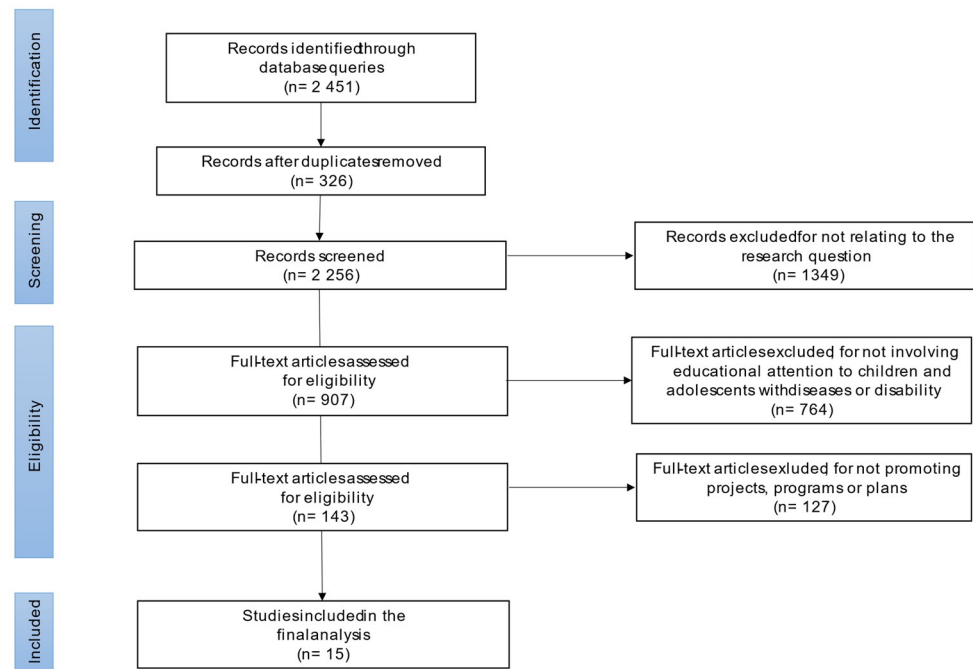 Identification
Records identifiedthrough
databasequeries
(n= 2 451)
Records after duplicatesremoved
(n= 326)
Screening
Records screened
(n= 2 256)
Records excludedfor not relating to the
research question
(n= 1349)
Eligibility
Full-text articlesassessed
for eligibility
(n= 907)
Full-text articlesexcluded, for not involving
educational attention to children and
adolescents withdiseases or disability
(n= 764)
Full-text articlesassessed
for eligibility
(n= 143)
Full-text articlesexluded, for not promoting
projects, programs or plans
(n= 127)
Included
Studiesincludedin the
finalanalysis
(n= 15)